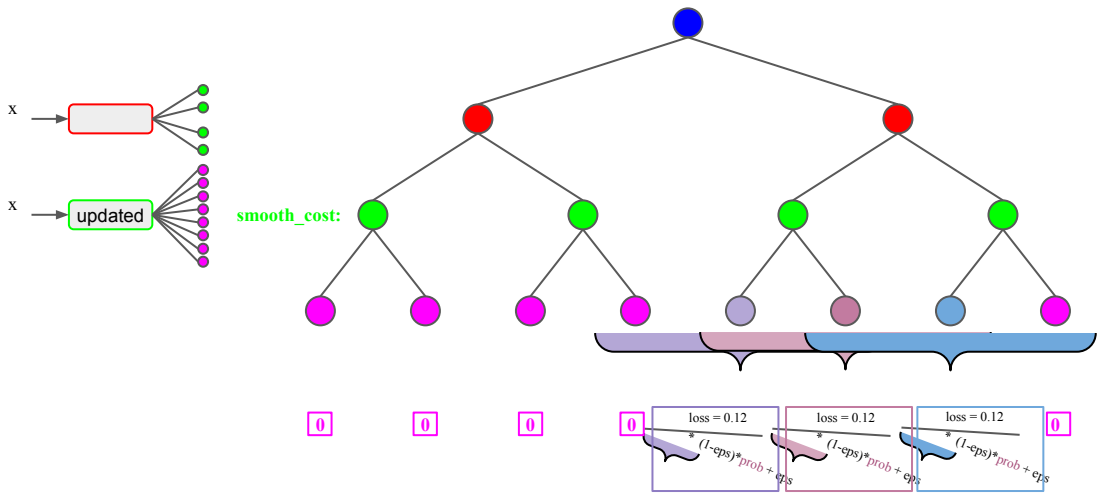 x
x
updated
smooth_cost:
0
0
0
0
loss = 0.12
* (1-eps)*prob + eps
loss = 0.12
* (1-eps)*prob + eps
loss = 0.12
* (1-eps)*prob + eps
0